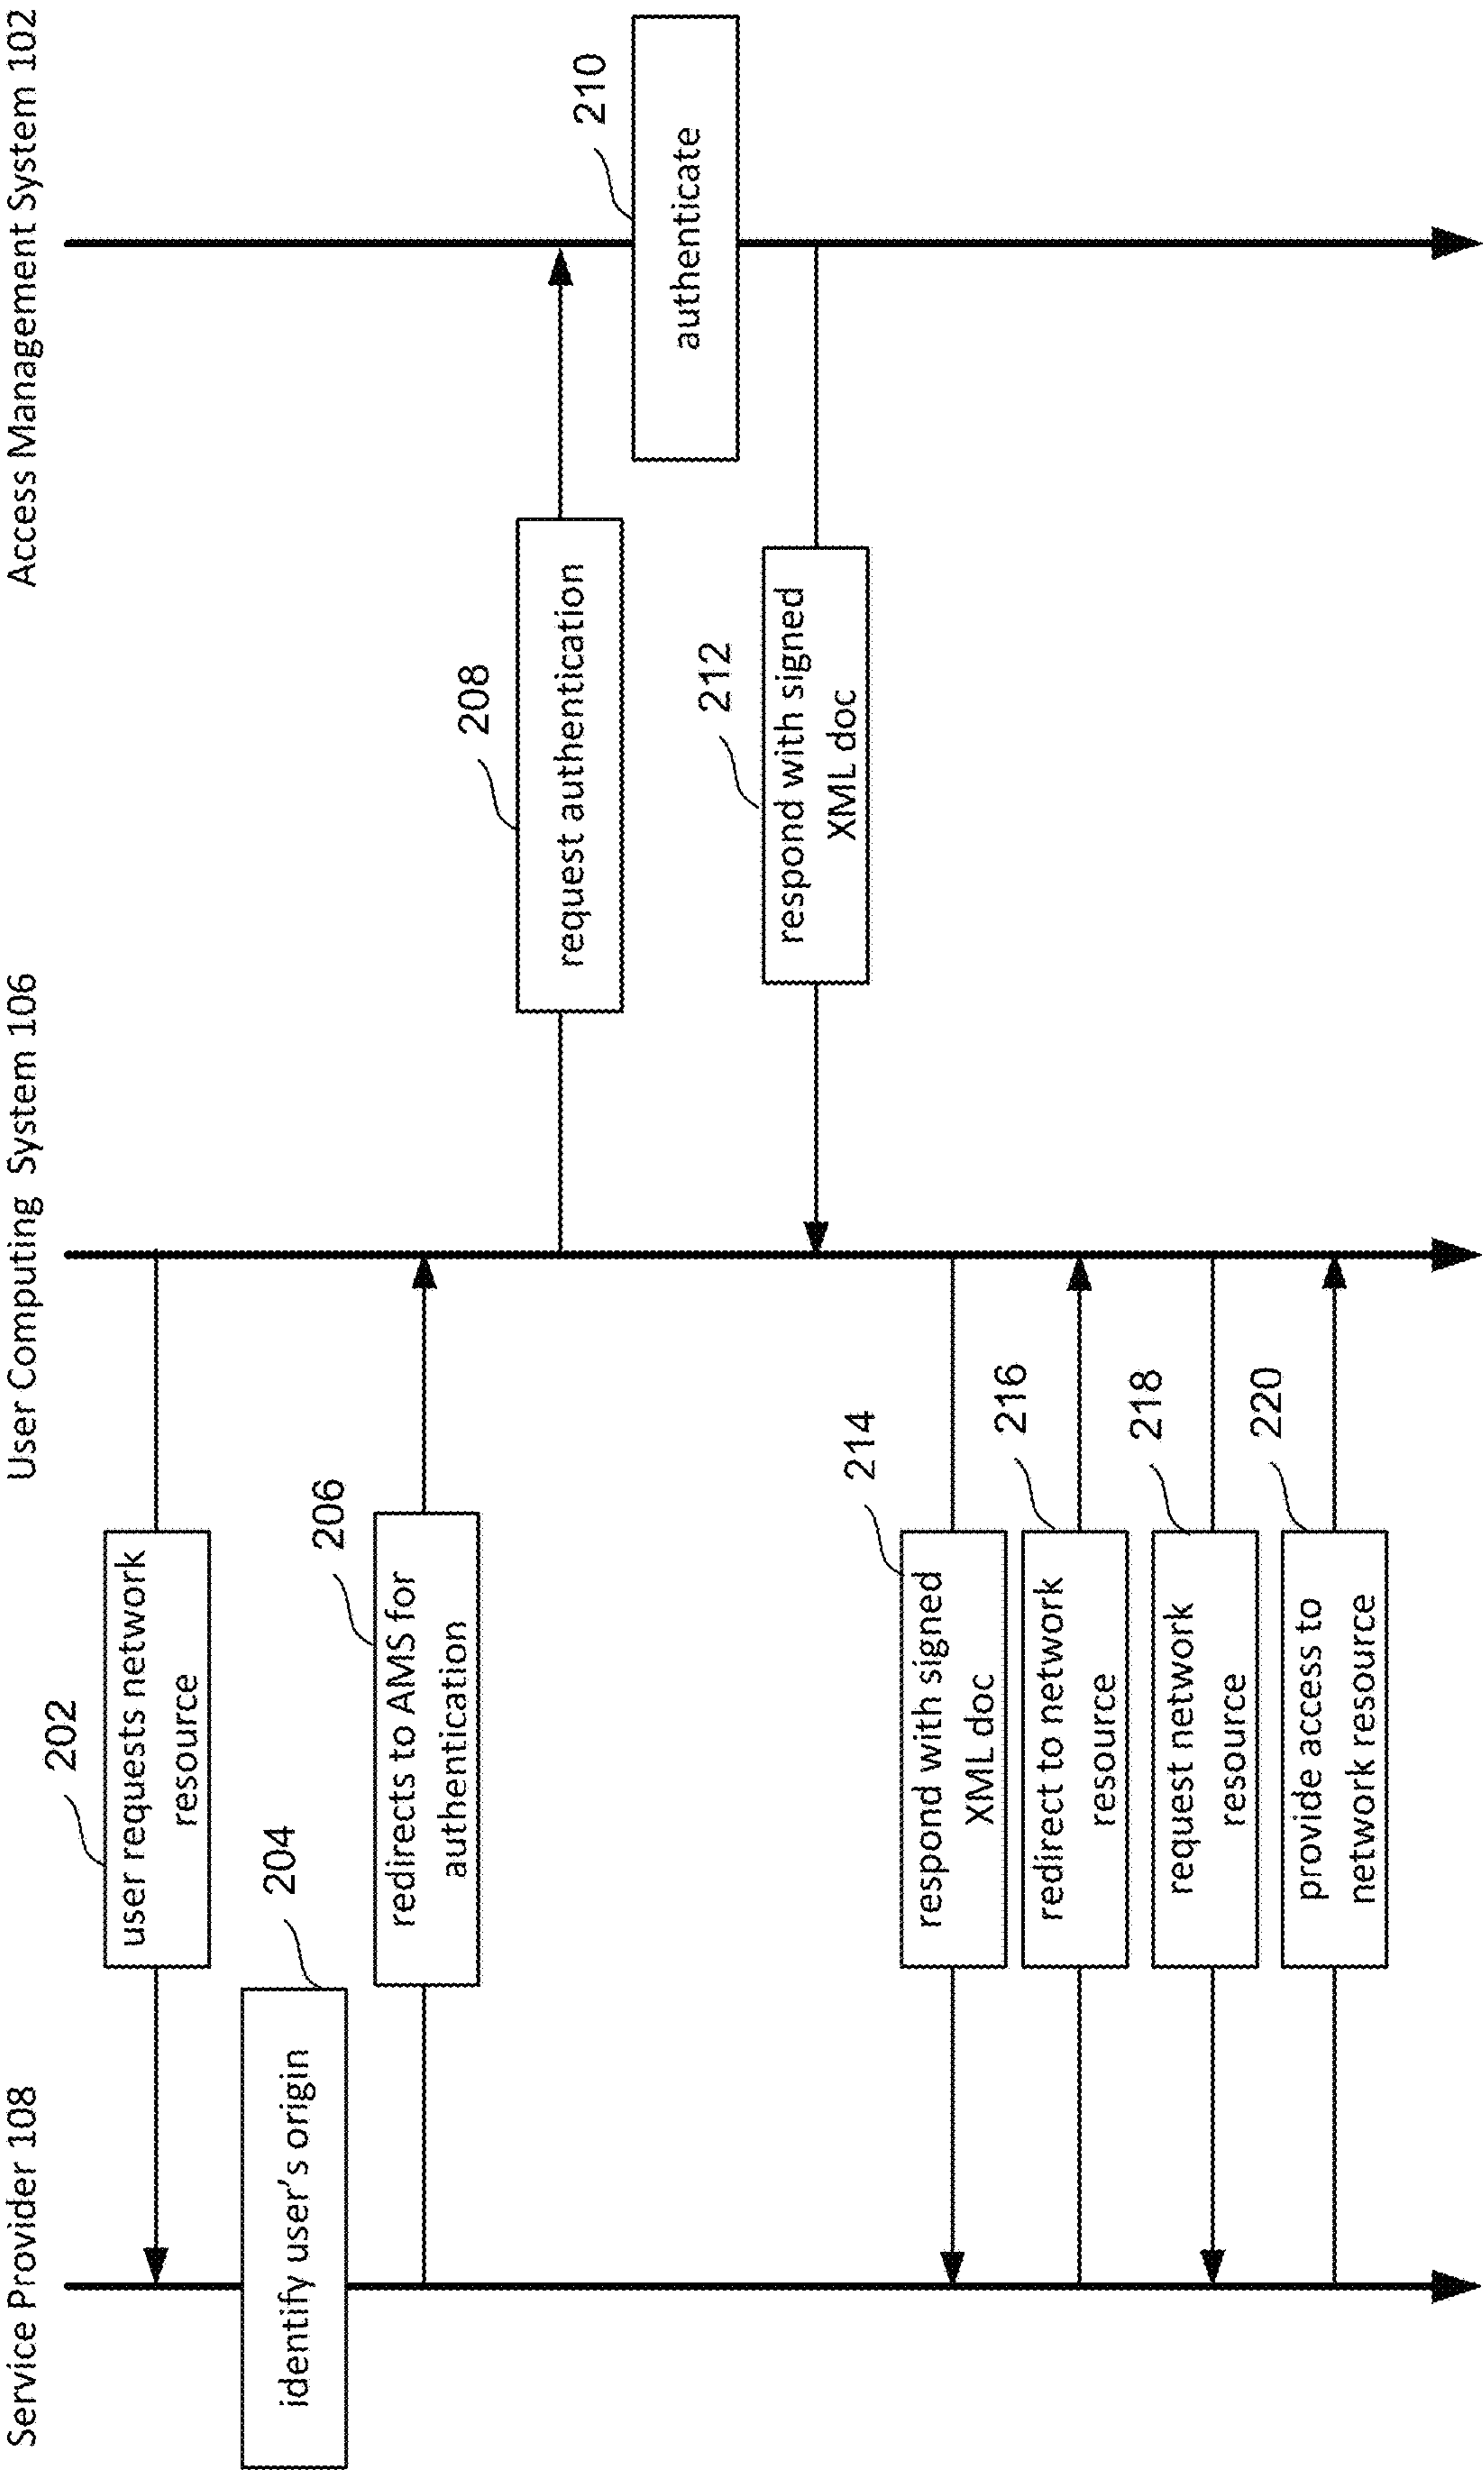 Service Provider 108
User Computing System 106
Access Management System 102
202
user requests network
resource
204
identify user's origin
206
redirects to AMS for
authentication
208
request authentication
210
authenticate
212
respond with signed
XML doc
214
respond with signed
XML doc
216
redirect to network
resource
218
request network
resource
220
provide access to
network resource